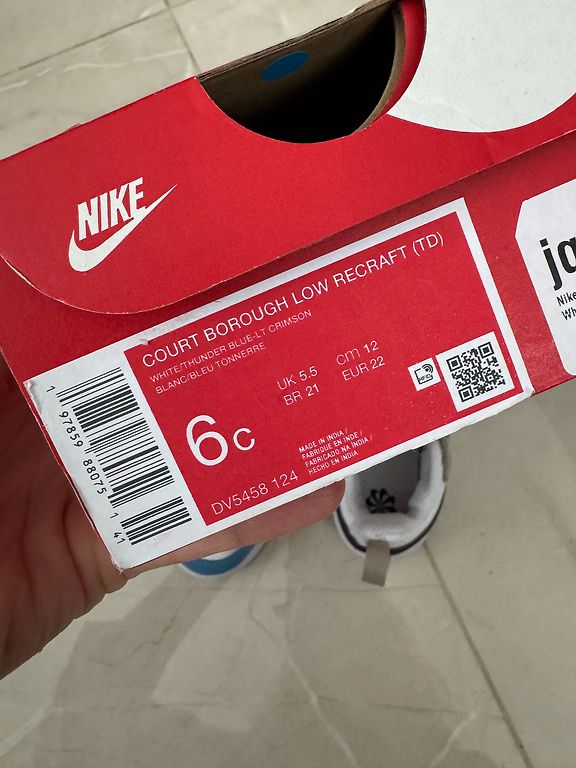 NIKE
COURT BOROUGH LOW RECRAFT (TD)
WHITE/THUNDER BLUE-LT CRIMSON
BLANC/BLEU TONNERRE
6C
UK 5.5
BR 21
cm 12
EUR 22
MADE IN INDIA /
FABRIQUE EN INDE /
FABRICADO NA ÍNDIA /
HECHO EN INDIA
DV5458 124
1 97859 88075 1 41
Nike